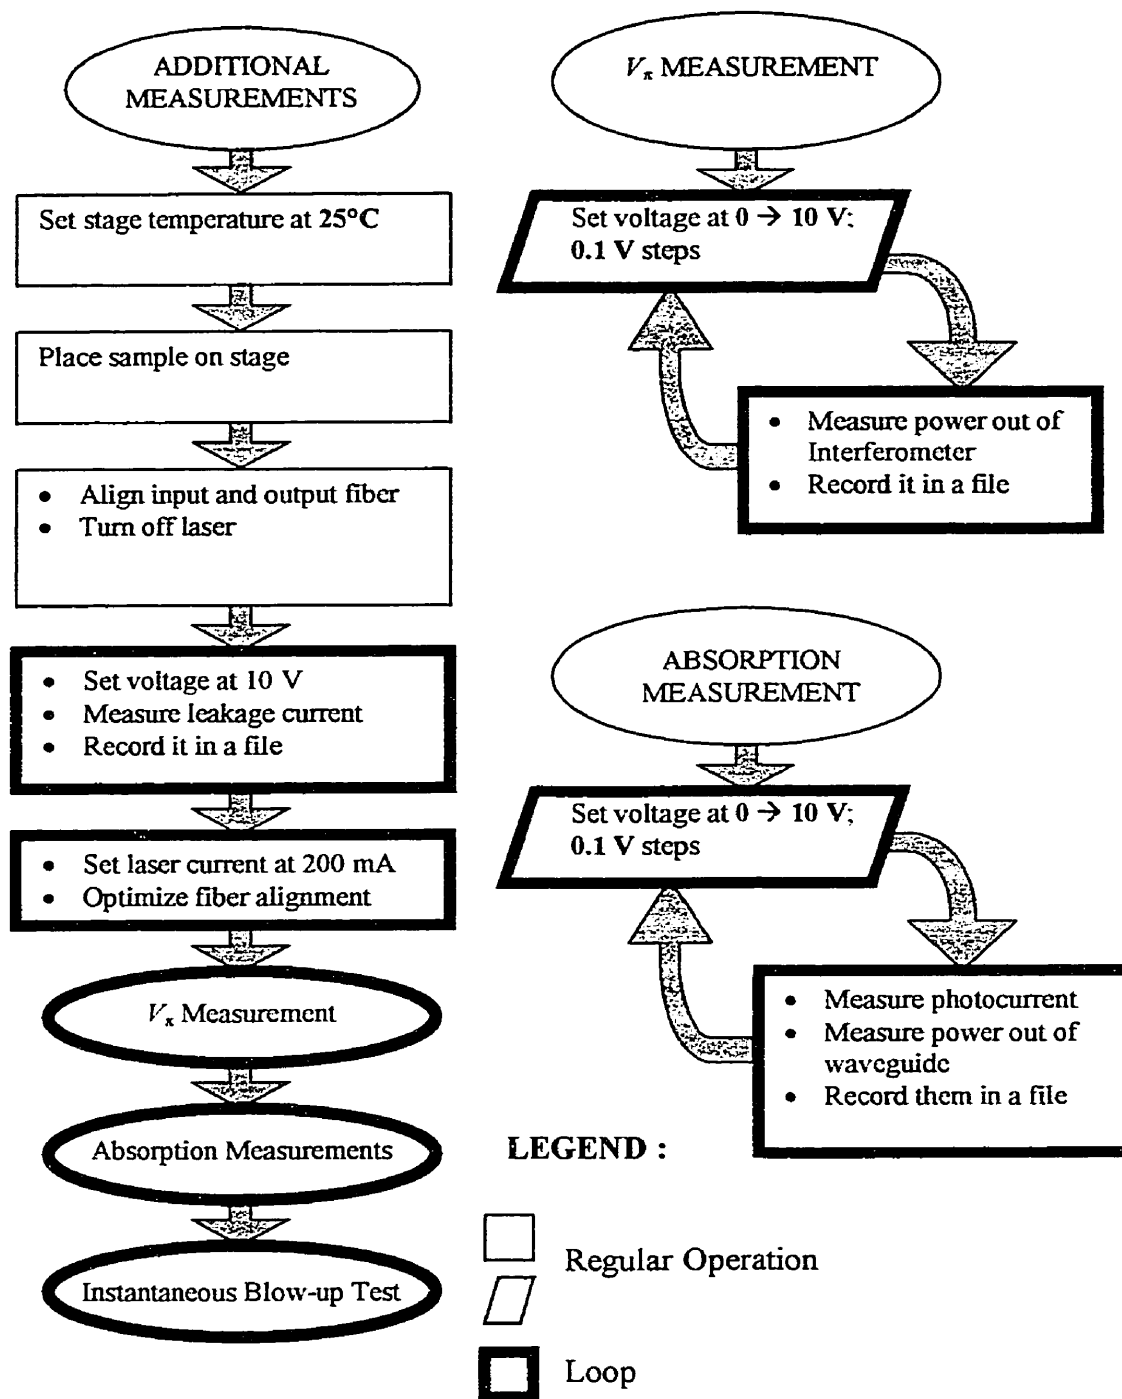 ADDITIONAL
MEASUREMENTS
Set stage temperature at 25°C
Place sample on stage
• Align input and output fiber
• Turn off laser
• Set voltage at 10 V
• Measure leakage current
• Record it in a file
• Set laser current at 200 mA
• Optimize fiber alignment
Vπ Measurement
Absorption Measurements
Instantaneous Blow-up Test
Vπ MEASUREMENT
Set voltage at 0 → 10 V;
0.1 V steps
• Measure power out of
Interferometer
• Record it in a file
ABSORPTION
MEASUREMENT
Set voltage at 0 → 10 V;
0.1 V steps
• Measure photocurrent
• Measure power out of
waveguide
• Record them in a file
LEGEND :
Regular Operation
Loop